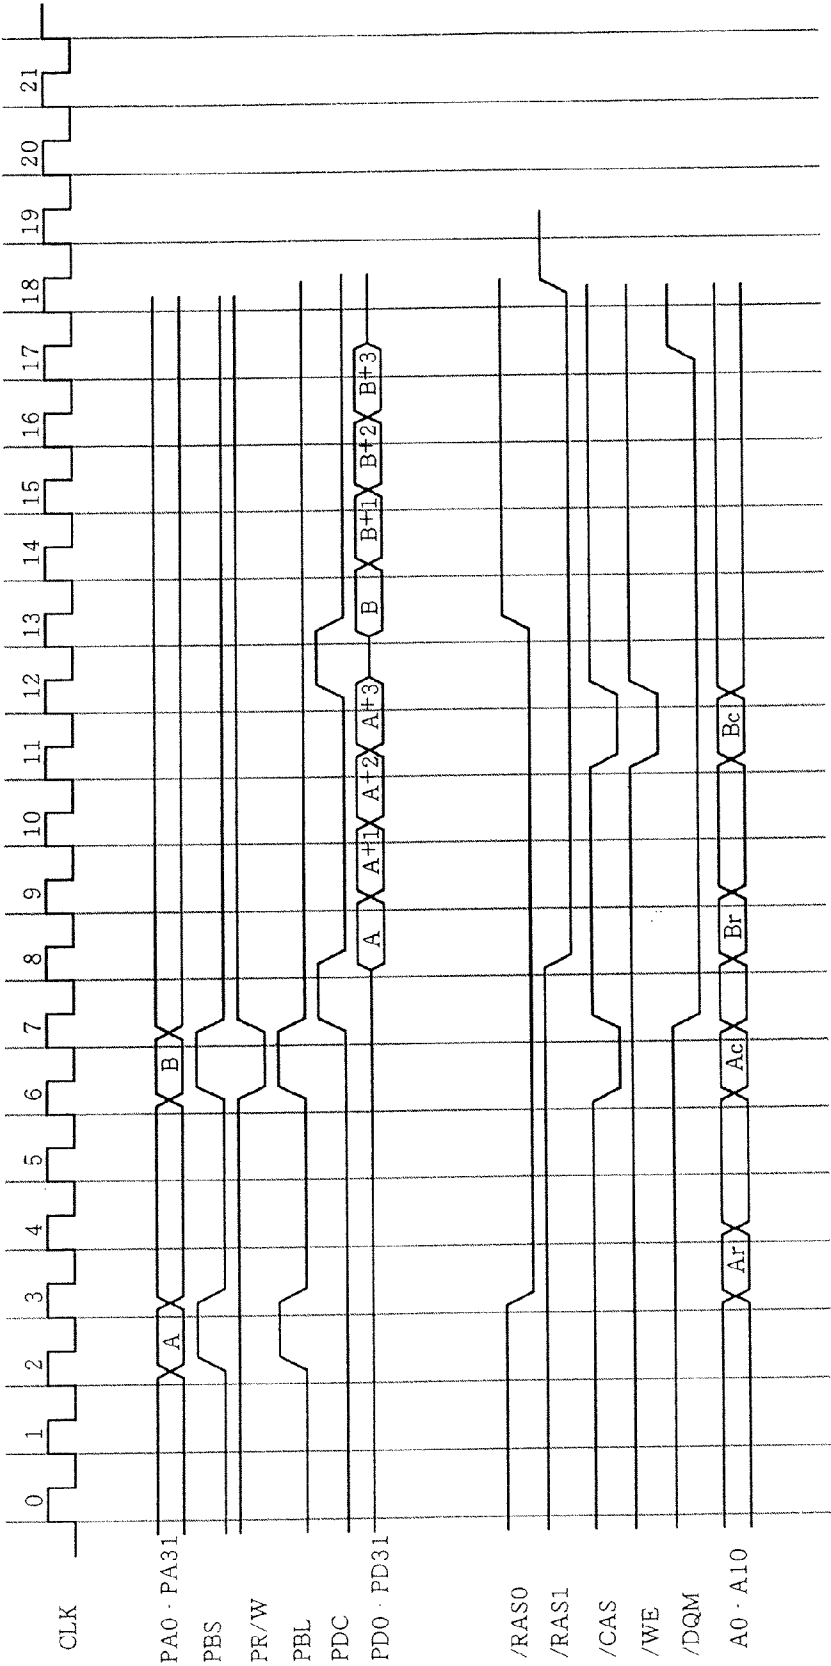 CLK
0 1 2 3 4 5 6 7 8 9 10 11 12 13 14 15 16 17 18 19 20 21
PA0 - PA31
A B
PBS
PR/W
PBL
PDC
PD0 - PD31
A A+1 A+2 A+3 B B+1 B+2 B+3
/RAS0
/RAS1
/CAS
/WE
/DQM
A0 - A10
Ar Ac Br Bc